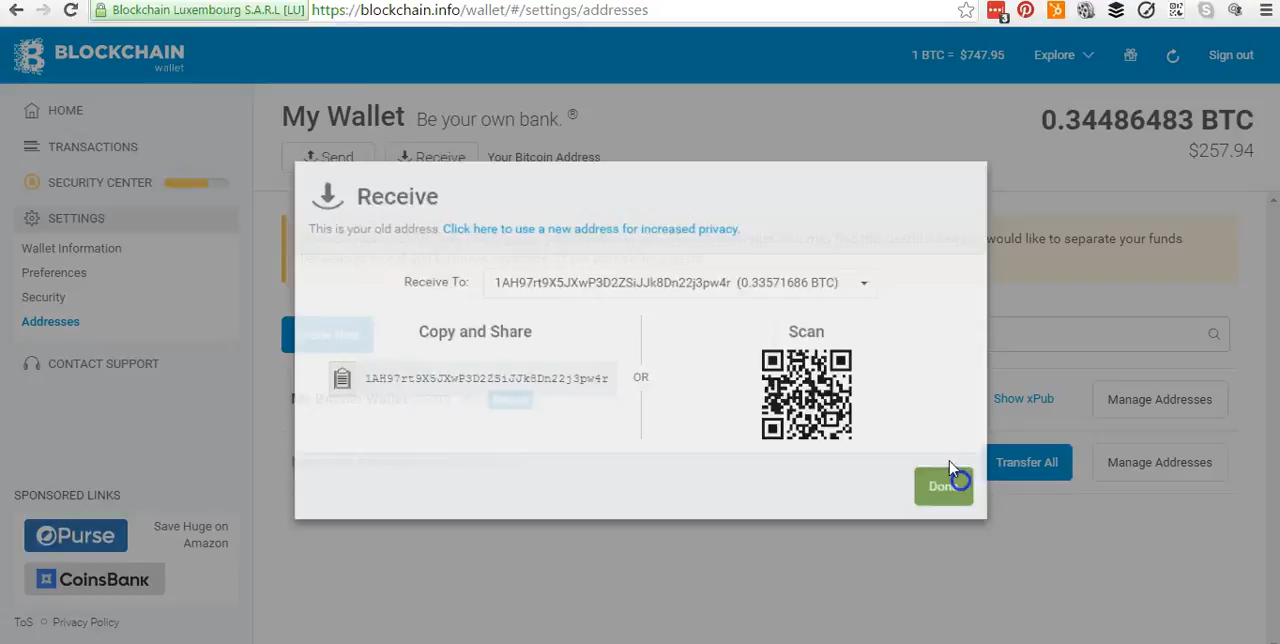 Blockchain Luxembourg S.A.R.L [LU] https://blockchain.info/wallet/#/settings/addresses
3
BLOCKCHAIN
wallet
1 BTC = $747.95 Explore Sign out
HOME
TRANSACTIONS
SECURITY CENTER
SETTINGS
Wallet Information
Preferences
Security
Addresses
CONTACT SUPPORT
SPONSORED LINKS
Purse
Save Huge on
Amazon
CoinsBank
ToS Privacy Policy
My Wallet Be your own bank. ®
0.34486483 BTC
$257.94
Send Receive Your Bitcoin Address
Receive
This is your old address Click here to use a new address for increased privacy.
would like to separate your funds
Receive To: 1AH97rt9X5JXwP3D2ZSiJJk8Dn22j3pw4r (0.33571686 BTC)
Copy and Share
Scan
1AH97rt9X5JXwP3D2ZSiJJk8Dn22j3pw4r
OR
Show xPub Manage Addresses
Transfer All Manage Addresses